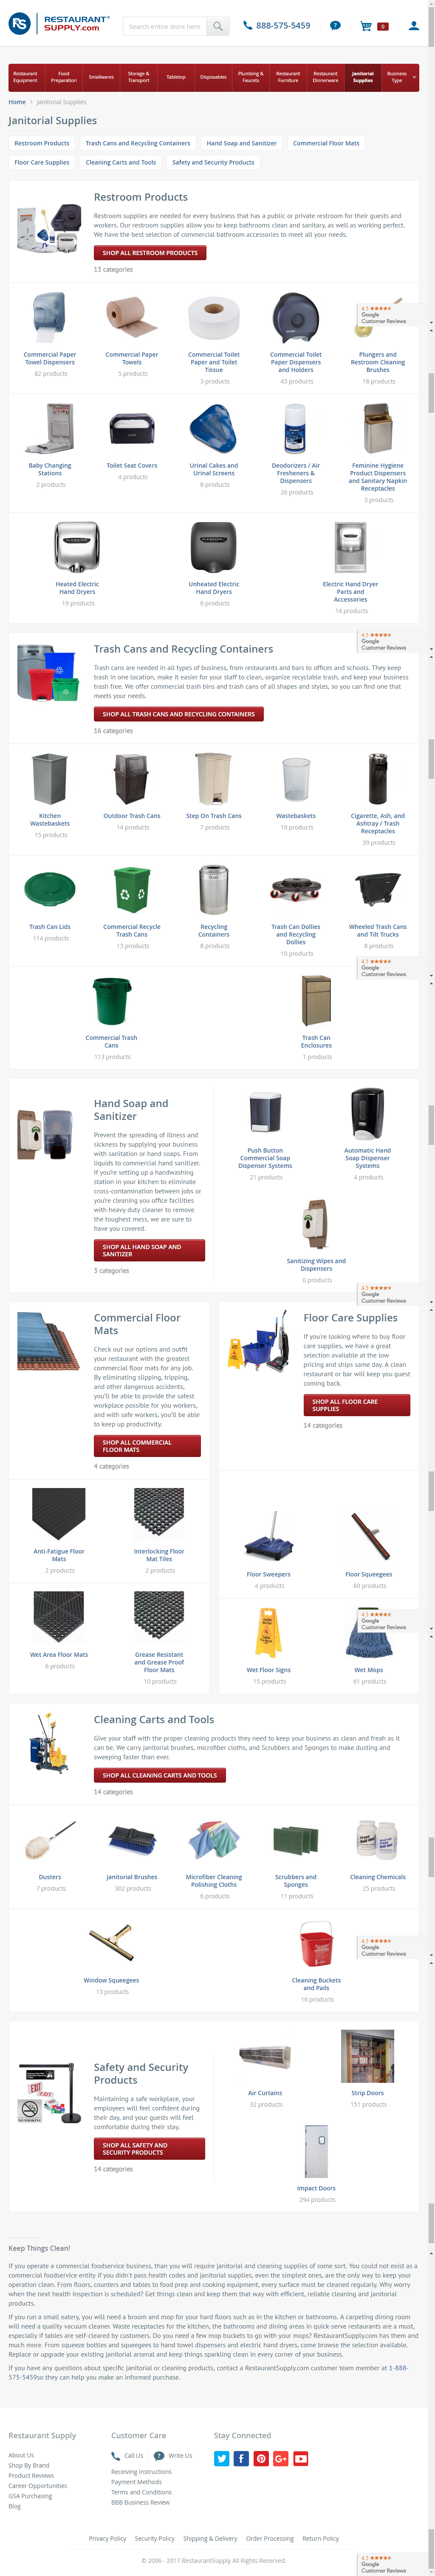 RS RESTAURANT
SUPPLY.com
Search entire store here
888-575-5459
0
Restaurant Equipment
Food Preparation
Smallwares
Storage & Transport
Tabletop
Disposables
Plumbing & Faucets
Restaurant Furniture
Restaurant Dinnerware
Janitorial Supplies
Business Type
Home > Janitorial Supplies
Janitorial Supplies
Restroom Products
Trash Cans and Recycling Containers
Hand Soap and Sanitizer
Commercial Floor Mats
Floor Care Supplies
Cleaning Carts and Tools
Safety and Security Products
Restroom Products
Restroom supplies are needed for every business that has a public or private restroom for their guests and
workers. Our restroom supplies allow you to keep bathrooms clean and sanitary, as well as working perfect.
We have the best selection of commercial bathroom accessories to meet all your needs.
SHOP ALL RESTROOM PRODUCTS
13 categories
4.5
Google
Customer Reviews
Commercial Paper
Towel Dispensers
82 products
Commercial Paper
Towels
5 products
Commercial Toilet
Paper and Toilet
Tissue
3 products
Commercial Toilet
Paper Dispensers
and Holders
43 products
Plungers and
Restroom Cleaning
Brushes
18 products
Baby Changing
Stations
2 products
Toilet Seat Covers
4 products
Urinal Cakes and
Urinal Screens
8 products
Deodorizers / Air
Fresheners &
Dispensers
26 products
Feminine Hygiene
Product Dispensers
and Sanitary Napkin
Receptacles
3 products
Heated Electric
Hand Dryers
19 products
Unheated Electric
Hand Dryers
6 products
Electric Hand Dryer
Parts and
Accessories
14 products
4.5
Google
Customer Reviews
Trash Cans and Recycling Containers
Trash cans are needed in all types of business, from restaurants and bars to offices and schools. They keep
trash in one location, make it easier for your staff to clean, organize recyclable trash, and keep your business
trash free. We offer commercial trash bins and trash cans of all shapes and styles, so you can find one that
meets your needs.
SHOP ALL TRASH CANS AND RECYCLING CONTAINERS
16 categories
Kitchen
Wastebaskets
15 products
Outdoor Trash Cans
14 products
Step On Trash Cans
7 products
Wastebaskets
19 products
Cigarette, Ash, and
Ashtray / Trash
Receptacles
39 products
Trash Can Lids
114 products
Commercial Recycle
Trash Cans
13 products
Recycling
Containers
8 products
Trash Can Dollies
and Recycling
Dollies
10 products
Wheeled Trash Cans
and Tilt Trucks
8 products
4.5
Google
Customer Reviews
Commercial Trash
Cans
113 products
Trash Can
Enclosures
1 products
Hand Soap and
Sanitizer
Prevent the spreading of illness and
sickness by supplying your business
with sanitation or hand soaps. From
liquids to commercial hand sanitizer.
If you're setting up a handwashing
station in your kitchen to eliminate
cross-contamination between jobs or
you're cleaning you office facilities
with heavy duty cleaner to remove
the toughest mess, we are sure to
have you covered.
SHOP ALL HAND SOAP AND
SANITIZER
3 categories
Push Button
Commercial Soap
Dispenser Systems
21 products
Automatic Hand
Soap Dispenser
Systems
4 products
Sanitizing Wipes and
Dispensers
0 products
4.5
Google
Customer Reviews
Commercial Floor
Mats
Check out our options and outfit
your restaurant with the greatest
commercial floor mats for any job.
By eliminating slipping, tripping,
and other dangerous accidents,
you'll be able to provide the safest
workplace possible for you workers,
and with safe workers, you'll be able
to keep up productivity.
SHOP ALL COMMERCIAL
FLOOR MATS
4 categories
Anti-Fatigue Floor
Mats
2 products
Interlocking Floor
Mat Tiles
2 products
Wet Area Floor Mats
6 products
Grease Resistant
and Grease Proof
Floor Mats
10 products
Floor Care Supplies
If you're looking where to buy floor
care supplies, we have a great
selection available at the low
pricing and ships same day. A clean
restaurant or bar will keep you guest
coming back.
SHOP ALL FLOOR CARE
SUPPLIES
14 categories
Floor Sweepers
4 products
Floor Squeegees
60 products
4.5
Google
Customer Reviews
Wet Floor Signs
15 products
Wet Mops
61 products
Cleaning Carts and Tools
Give your staff with the proper cleaning products they need to keep your business as clean and fresh as it
can be. We carry janitorial brushes, microfiber cloths, and Scrubbers and Sponges to make dusting and
sweeping faster than ever.
SHOP ALL CLEANING CARTS AND TOOLS
14 categories
Dusters
7 products
Janitorial Brushes
302 products
Microfiber Cleaning
Polishing Cloths
6 products
Scrubbers and
Sponges
11 products
Cleaning Chemicals
25 products
4.5
Google
Customer Reviews
Window Squeegees
13 products
Cleaning Buckets
and Pails
16 products
Safety and Security
Products
Maintaining a safe workplace, your
employees will feel confident during
their day, and your guests will feel
comfortable during their stay.
SHOP ALL SAFETY AND
SECURITY PRODUCTS
14 categories
Air Curtains
32 products
Strip Doors
151 products
Impact Doors
294 products
Keep Things Clean!
If you operate a commercial foodservice business, than you will require janitorial and cleaning supplies of some sort. You could not exist as a
commercial foodservice entity if you didn't pass health codes and janitorial supplies, even the simplest ones, are the only way to keep your
operation clean. From floors, counters and tables to food prep and cooking equipment, every surface must be cleaned regularly. Why worry
when the next health inspection is scheduled? Get things clean and keep them that way with efficient, reliable cleaning and janitorial
products.
If you run a small eatery, you will need a broom and mop for your hard floors such as in the kitchen or bathrooms. A carpeting dining room
will need a quality vacuum cleaner. Waste receptacles for the kitchen, the bathrooms and dining areas in quick-serve restaurants are a must,
especially if tables are self-cleared by customers. Do you need a few mop buckets to go with your mops? RestaurantSupply.com has them and
much more. From squeeze bottles and squeegees to hand towel dispensers and electric hand dryers, come browse the selection available.
Replace or upgrade your existing janitorial arsenal and keep things sparkling clean in every corner of your business.
If you have any questions about specific janitorial or cleaning products, contact a RestaurantSupply.com customer team member at 1-888-
575-5459so they can help you make an informed purchase.
Restaurant Supply
About Us
Shop By Brand
Product Reviews
Career Opportunities
GSA Purchasing
Blog
Customer Care
Call Us
Write Us
Receiving Instructions
Payment Methods
Terms and Conditions
BBB Business Review
Stay Connected
Privacy Policy
Security Policy
Shipping & Delivery
Order Processing
Return Policy
© 2006 - 2017 RestaurantSupply All Rights Reserved.
4.5
Google
Customer Reviews